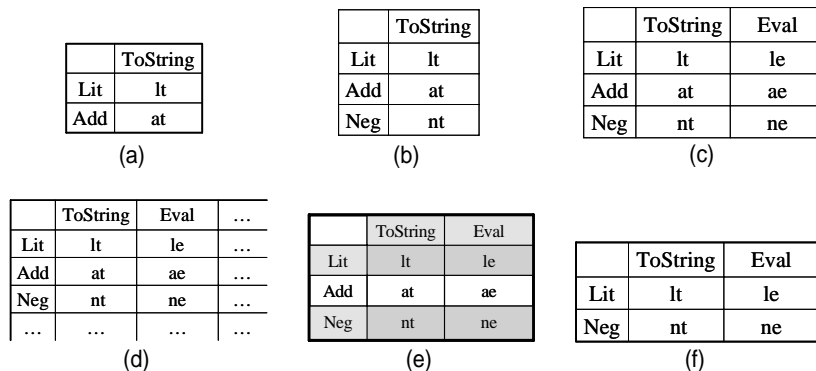 ToString
Lit lt
Add at
(a)
ToString
Lit lt
Add at
Neg nt
(b)
ToString Eval
Lit lt le
Add at ae
Neg nt ne
(c)
ToString Eval ...
Lit lt le ...
Add at ae ...
Neg nt ne ...
... ... ... ...
(d)
ToString Eval
Lit lt le
Add at ae
Neg nt ne
(e)
ToString Eval
Lit lt le
Neg nt ne
(f)